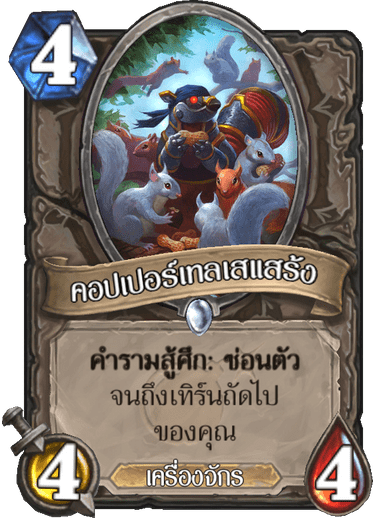 4
คอปเปอร์เทลเสแสร้ง
คำรามสู้ศึก: ซ่อนตัว
จนถึงเทิร์นถัดไป
ของคุณ
4
เครื่องจักร
4